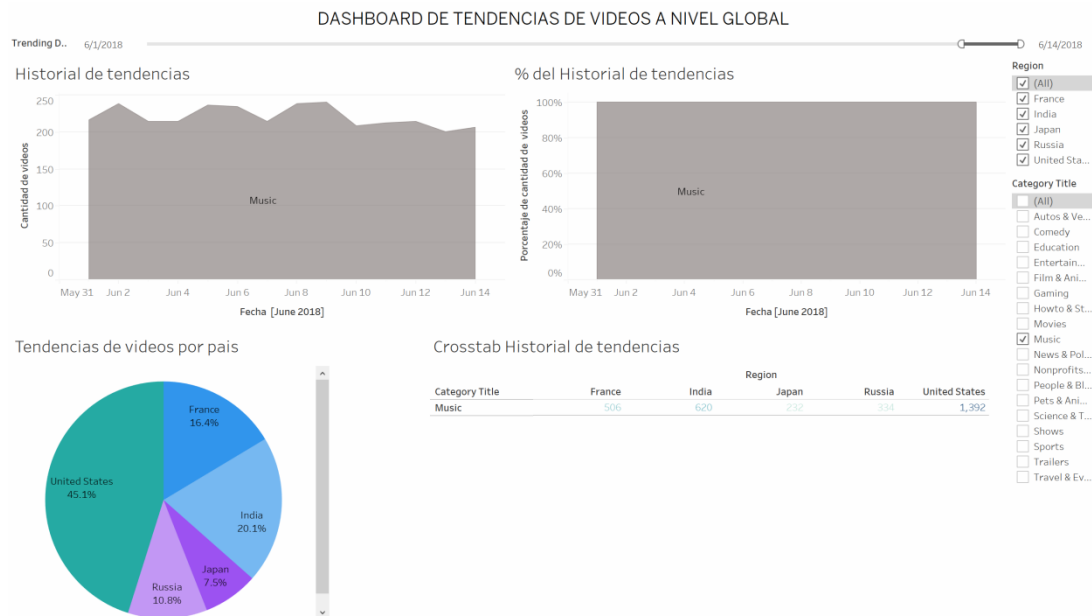 DASHBOARD DE TENDENCIAS DE VIDEOS A NIVEL GLOBAL
Trending D.. 6/1/2018 6/14/2018
Historial de tendencias
250
200
150
100
50
0
Cantidad de videos
Music
May 31 Jun 2 Jun 4 Jun 6 Jun 8 Jun 10 Jun 12 Jun 14
Fecha [June 2018]
% del Historial de tendencias
100%
80%
60%
40%
20%
0%
Porcentaje de cantidad de videos
Music
May 31 Jun 2 Jun 4 Jun 6 Jun 8 Jun 10 Jun 12 Jun 14
Fecha [June 2018]
Region
(All)
France
India
Japan
Russia
United Sta...
Category Title
(All)
Autos & Ve...
Comedy
Education
Entertain...
Film & Ani...
Gaming
Howto & St...
Movies
Music
News & Pol...
Nonprofits...
People & Bl...
Pets & Ani...
Science & T...
Shows
Sports
Trailers
Travel & Ev...
Tendencias de videos por pais
France
16.4%
India
20.1%
Japan
7.5%
Russia
10.8%
United States
45.1%
Crosstab Historial de tendencias
Region
Category Title France India Japan Russia United States
Music 506 620 232 334 1,392